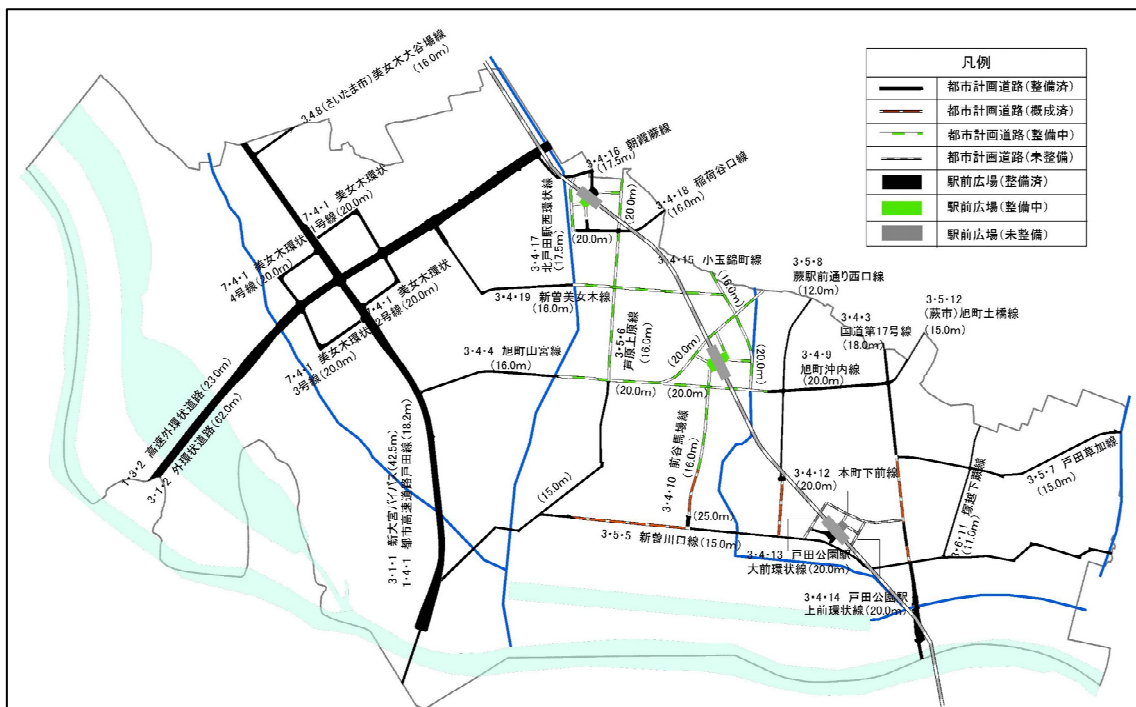 凡例
都市計画道路(整備済)
都市計画道路(概成済)
都市計画道路(整備中)
都市計画道路(未整備)
駅前広場(整備済)
駅前広場(整備中)
駅前広場(未整備)
3.4.8(さいたま市)美女木大谷場線
(16.0m)
3・4・16 朝霞蕨線
(17.5m)
3・4・18 稲荷谷口線
(16.0m)
(20.0m)
(20.0m)
3・4・17
北戸田駅西環状線
(17.5m)
7・4・1 美女木環状
1号線(20.0m)
7・4・1 美女木環状
4号線(20.0m)
7・4・1 美女木環状
2号線(20.0m)
7・4・1 美女木環状
3号線(20.0m)
3・4・15 小玉錦町線
(16.0m)
3・5・8
蕨駅前通り西口線
(12.0m)
3・5・12
(蕨市)旭町土橋線
(15.0m)
3・4・3
国道第17号線
(18.0m)
3・4・19 新曽美女木線
(16.0m)
3・4・4 旭町山宮線
(16.0m)
3・5・6
芦原上原線
(16.0m)
(20.0m)
(20.0m)
3・4・9
旭町沖内線
(20.0m)
(20.0m)
(20.0m)
1・3・2 高速外環状道路(23.0m)
3・1・2 外環状道路(62.0m)
3・1・1 新大宮バイパス(42.5m)
1・4・1 都市高速道路戸田線(18.2m)
(15.0m)
3・4・10 前谷馬場線
(16.0m)
(25.0m)
3・4・12 本町下前線
(20.0m)
3・5・7 戸田草加線
(15.0m)
3・6・11 塚越下蕨線
(11.0m)
3・5・5 新曽川口線(15.0m)
3・4・13 戸田公園駅
大前環状線(20.0m)
3・4・14 戸田公園駅
上前環状線(20.0m)